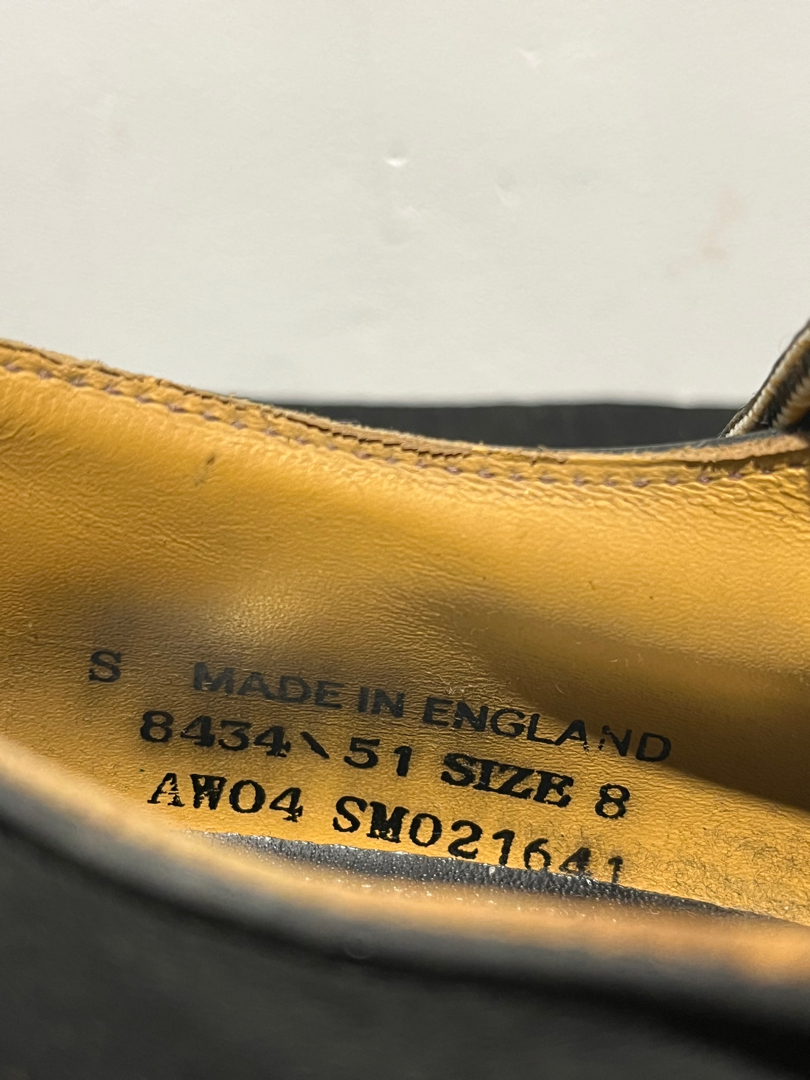 S MADE IN ENGLAND
8434\51 SIZE 8
AW04 SM021641